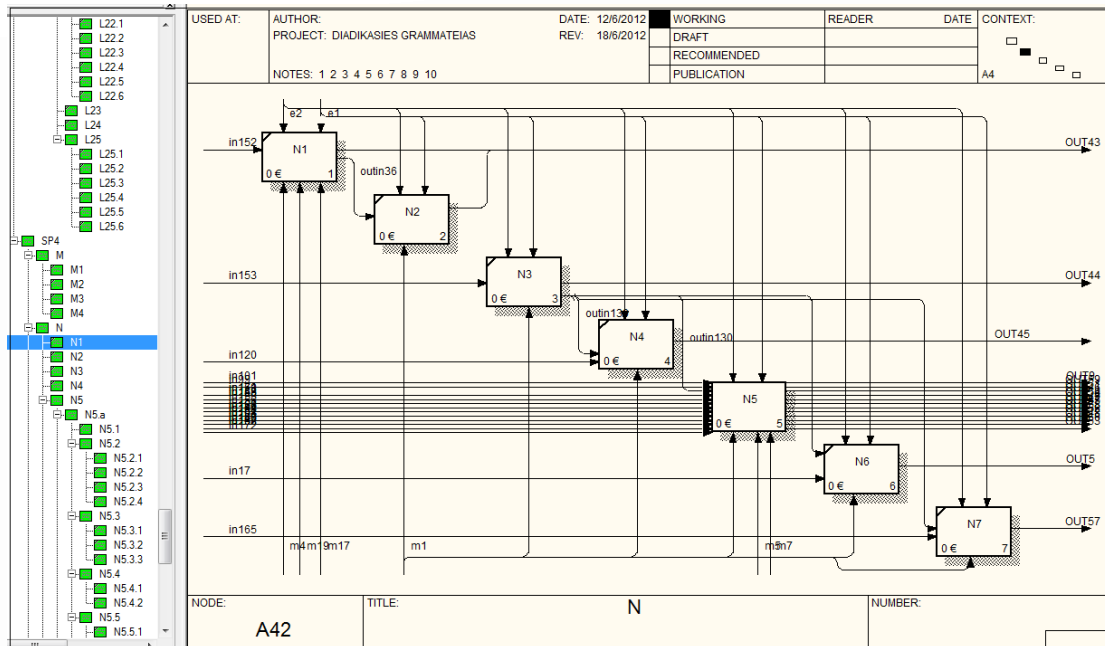 L22.1
L22.2
L22.3
L22.4
L22.5
L22.6
L23
L24
L25
L25.1
L25.2
L25.3
L25.4
L25.5
L25.6
SP4
M
M1
M2
M3
M4
N
N1
N2
N3
N4
N5
N5.a
N5.1
N5.2
N5.2.1
N5.2.2
N5.2.3
N5.2.4
N5.3
N5.3.1
N5.3.2
N5.3.3
N5.4
N5.4.1
N5.4.2
N5.5
N5.5.1
USED AT: AUTHOR: DATE: 12/6/2012 WORKING READER DATE CONTEXT:
PROJECT: DIADIKASIES GRAMMATEIAS REV: 18/6/2012 DRAFT
RECOMMENDED
NOTES: 1 2 3 4 5 6 7 8 9 10 PUBLICATION A4
e2 e1
in152 N1 OUT43
0 € 1
outin36
N2
0 € 2
in153 N3 OUT44
0 € 3
N4 outin130 OUT45
in120 0 € 4
N5
in172 0 € 5
N6 OUT5
in17 0 € 6
N7 OUT57
in165
0 € 7
m4 m19 m17 m1 m7
NODE: TITLE: N NUMBER:
A42